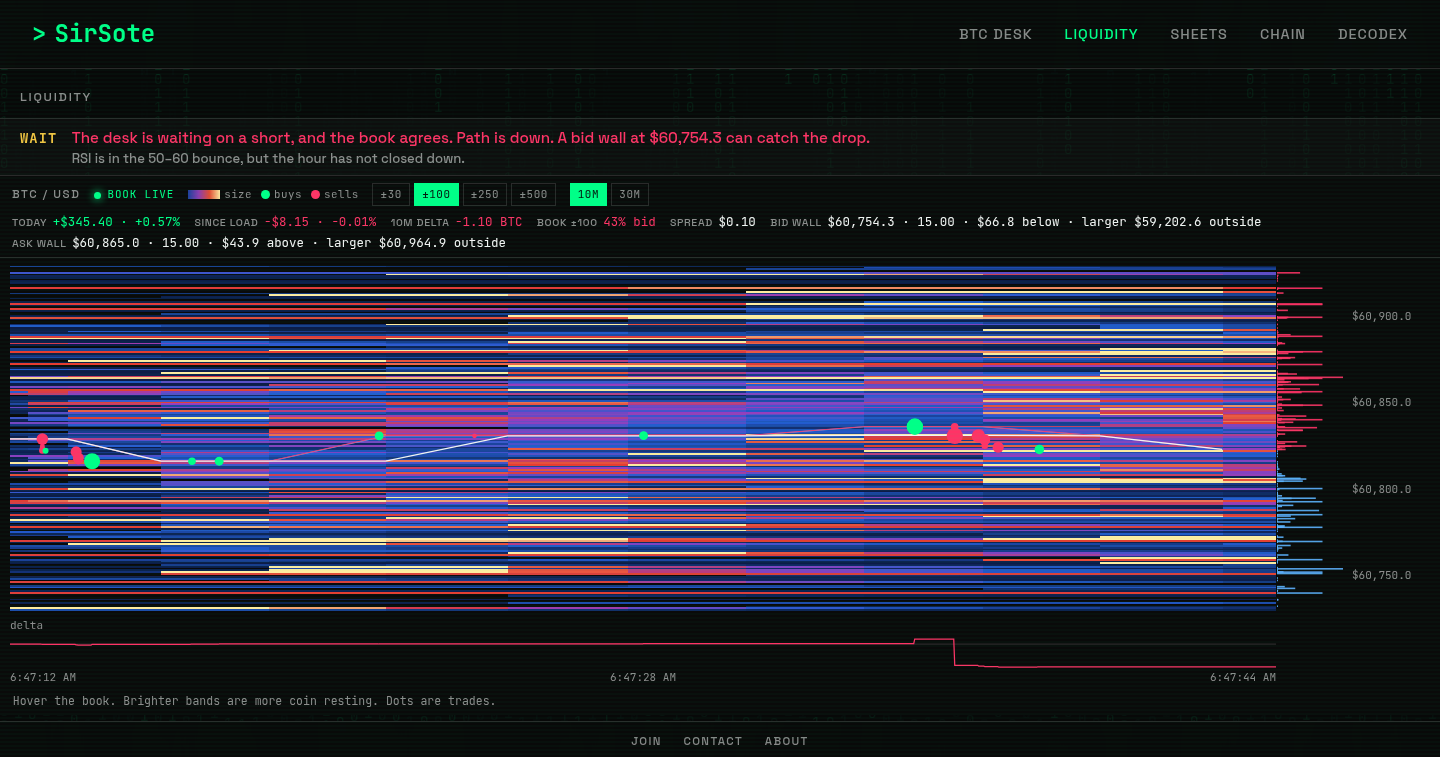 > SirSote
BTC DESK LIQUIDITY SHEETS CHAIN DECODEX
LIQUIDITY
WAIT The desk is waiting on a short, and the book agrees. Path is down. A bid wall at $60,754.3 can catch the drop.
RSI is in the 50–60 bounce, but the hour has not closed down.
BTC / USD BOOK LIVE size buys sells ±30 ±100 ±250 ±500 10M 30M
TODAY +$345.40 · +0.57% SINCE LOAD -$8.15 · -0.01% 10M DELTA -1.10 BTC BOOK ±100 43% bid SPREAD $0.10 BID WALL $60,754.3 · 15.00 · $66.8 below · larger $59,202.6 outside
ASK WALL $60,865.0 · 15.00 · $43.9 above · larger $60,964.9 outside
$60,900.0
$60,850.0
$60,800.0
$60,750.0
delta
6:47:12 AM 6:47:28 AM 6:47:44 AM
Hover the book. Brighter bands are more coin resting. Dots are trades.
JOIN CONTACT ABOUT